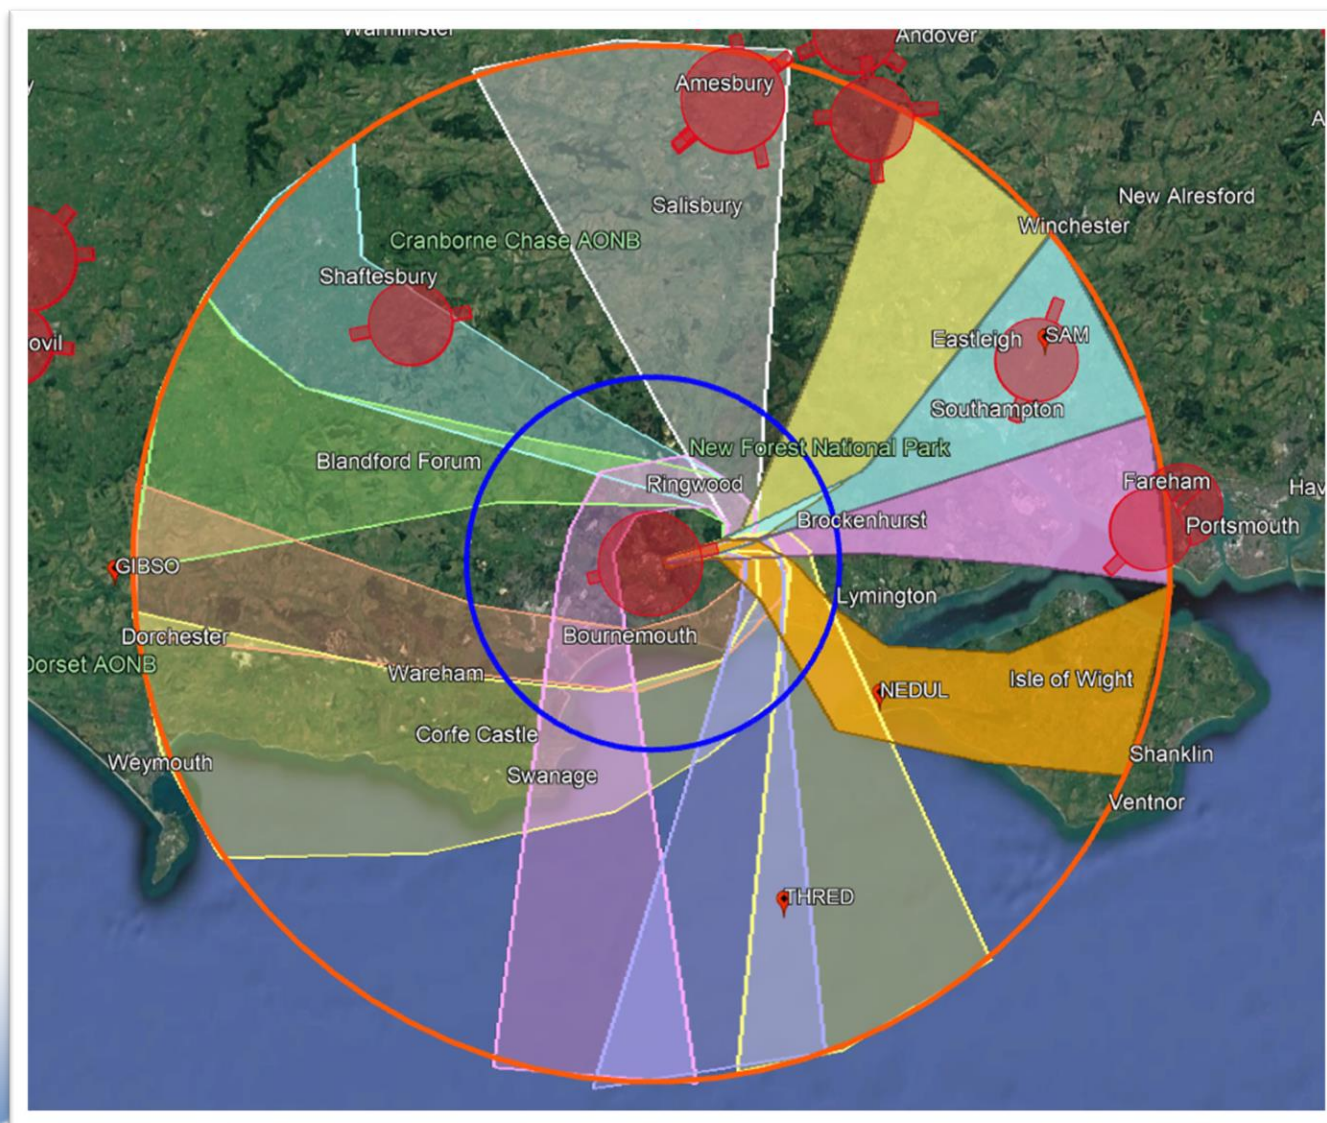 Warminster
Andover
Amesbury
Salisbury
New Alresford
Winchester
Cranborne Chase AONB
Shaftesbury
Eastleigh
SAM
ovil
Southampton
New Forest National Park
Blandford Forum
Ringwood
Fareham
Hav
Brockenhurst
Portsmouth
GIBSO
Lymington
Dorchester
Bournemouth
Dorset AONB
Wareham
Isle of Wight
NEDUL
Corfe Castle
Shanklin
Weymouth
Swanage
Ventnor
THRED